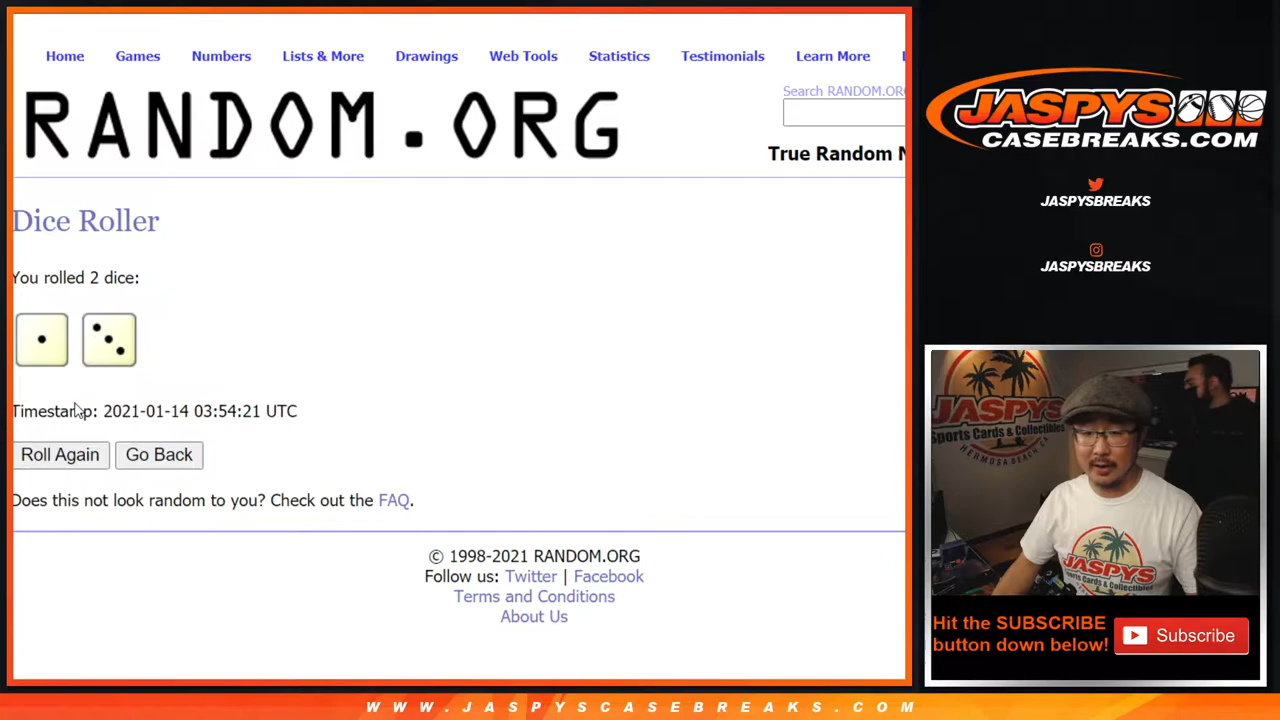 Home Games Numbers Lists & More Drawings Web Tools Statistics Testimonials Learn More
RANDOM.ORG
Search RANDOM.ORG
True Random N
Dice Roller
You rolled 2 dice:
Timestamp: 2021-01-14 03:54:21 UTC
Roll Again Go Back
Does this not look random to you? Check out the FAQ.
© 1998-2021 RANDOM.ORG
Follow us: Twitter | Facebook
Terms and Conditions
About Us
JASPYS
CASEBREAKS.COM
JASPYSBREAKS
JASPYSBREAKS
JASPYS
Sports Cards & Collectibles
HERMOSA BEACH CA.
JASPYS
Sports Cards & Collectibles
Hit the SUBSCRIBE
button down below!
Subscribe
WWW.JASPYSCASEBREAKS.COM